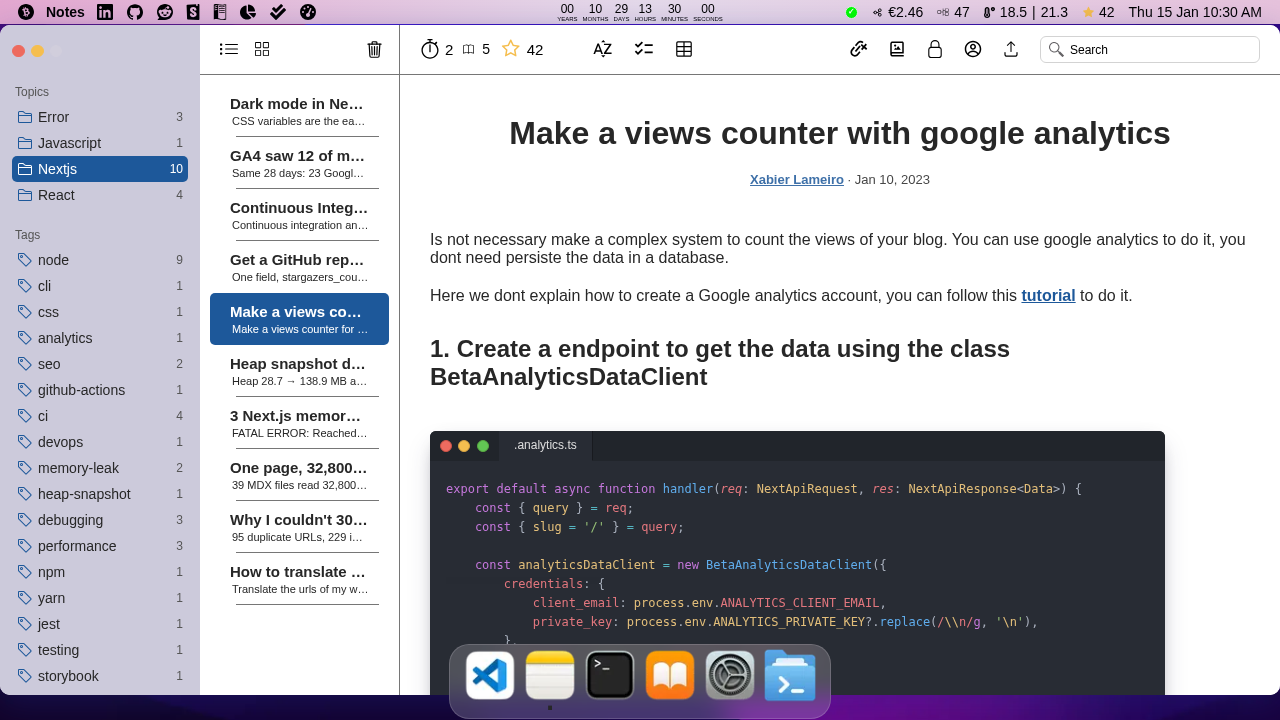 Notes
00 10 29 13 30 00
YEARS MONTHS DAYS HOURS MINUTES SECONDS
€2.46 47 18.5 | 21.3 42 Thu 15 Jan 10:30 AM
Topics
Error 3
Javascript 1
Nextjs 10
React 4
Tags
node 9
cli 1
css 1
analytics 1
seo 2
github-actions 1
ci 4
devops 1
memory-leak 2
heap-snapshot 1
debugging 3
performance 3
npm 1
yarn 1
jest 1
testing 1
storybook 1
Dark mode in Ne…
CSS variables are the ea…
GA4 saw 12 of m…
Same 28 days: 23 Googl…
Continuous Integ…
Continuous integration an…
Get a GitHub rep…
One field, stargazers_cou…
Make a views co…
Make a views counter for …
Heap snapshot d…
Heap 28.7 → 138.9 MB a…
3 Next.js memor…
FATAL ERROR: Reached…
One page, 32,800…
39 MDX files read 32,800…
Why I couldn't 30…
95 duplicate URLs, 229 i…
How to translate …
Translate the urls of my w…
2 5 42
Search
Make a views counter with google analytics
Xabier Lameiro · Jan 10, 2023
Is not necessary make a complex system to count the views of your blog. You can use google analytics to do it, you
dont need persiste the data in a database.
Here we dont explain how to create a Google analytics account, you can follow this tutorial to do it.
1. Create a endpoint to get the data using the class
BetaAnalyticsDataClient
.analytics.ts
export default async function handler(req: NextApiRequest, res: NextApiResponse<Data>) {
const { query } = req;
const { slug = '/' } = query;
const analyticsDataClient = new BetaAnalyticsDataClient({
credentials: {
client_email: process.env.ANALYTICS_CLIENT_EMAIL,
private_key: process.env.ANALYTICS_PRIVATE_KEY?.replace(/\\n/g, '\n'),
},